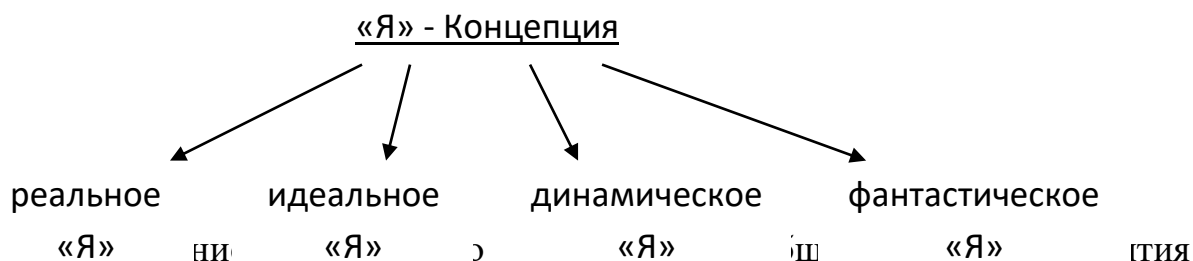 «Я» - Концепция
реальное идеальное динамическое фантастическое
«Я» «Я» «Я» «Я»